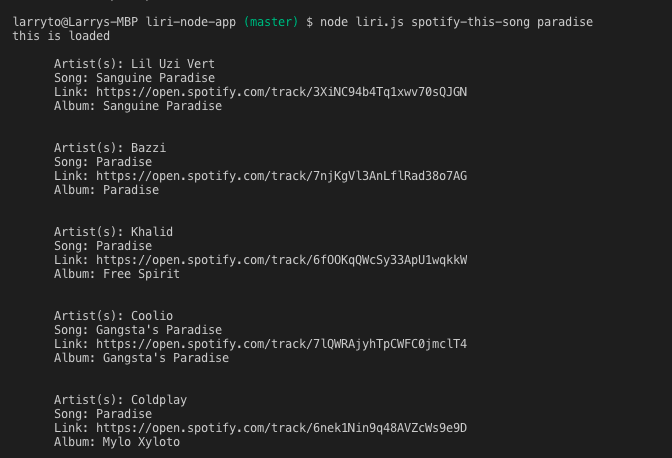 larryto@Larrys-MBP liri-node-app (master) $ node liri.js spotify-this-song paradise
this is loaded
Artist(s): Lil Uzi Vert
Song: Sanguine Paradise
Link: https://open.spotify.com/track/3XiNC94b4Tq1xwv70sQJGN
Album: Sanguine Paradise
Artist(s): Bazzi
Song: Paradise
Link: https://open.spotify.com/track/7njKgVl3AnLflRad38o7AG
Album: Paradise
Artist(s): Khalid
Song: Paradise
Link: https://open.spotify.com/track/6fOOKqQWcSy33ApU1wqkkW
Album: Free Spirit
Artist(s): Coolio
Song: Gangsta's Paradise
Link: https://open.spotify.com/track/7lQWRAjyhTpCWFC0jmclT4
Album: Gangsta's Paradise
Artist(s): Coldplay
Song: Paradise
Link: https://open.spotify.com/track/6nek1Nin9q48AVZcWs9e9D
Album: Mylo Xyloto